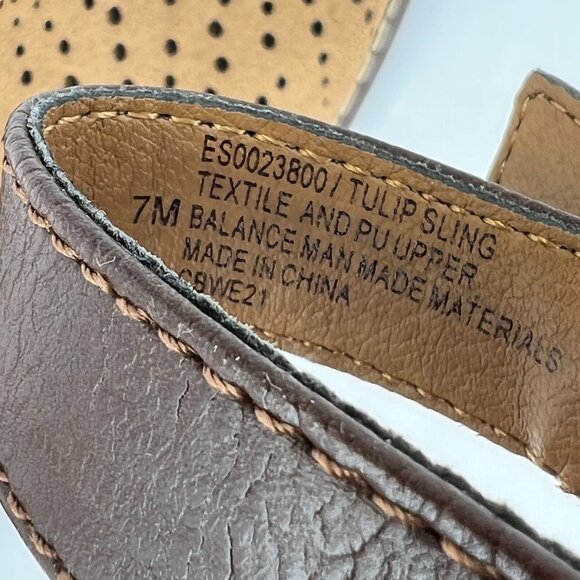 ES0023800 / TULIP SLING
TEXTILE AND PU UPPER
7M BALANCE MAN MADE MATERIALS
MADE IN CHINA
CBWE21